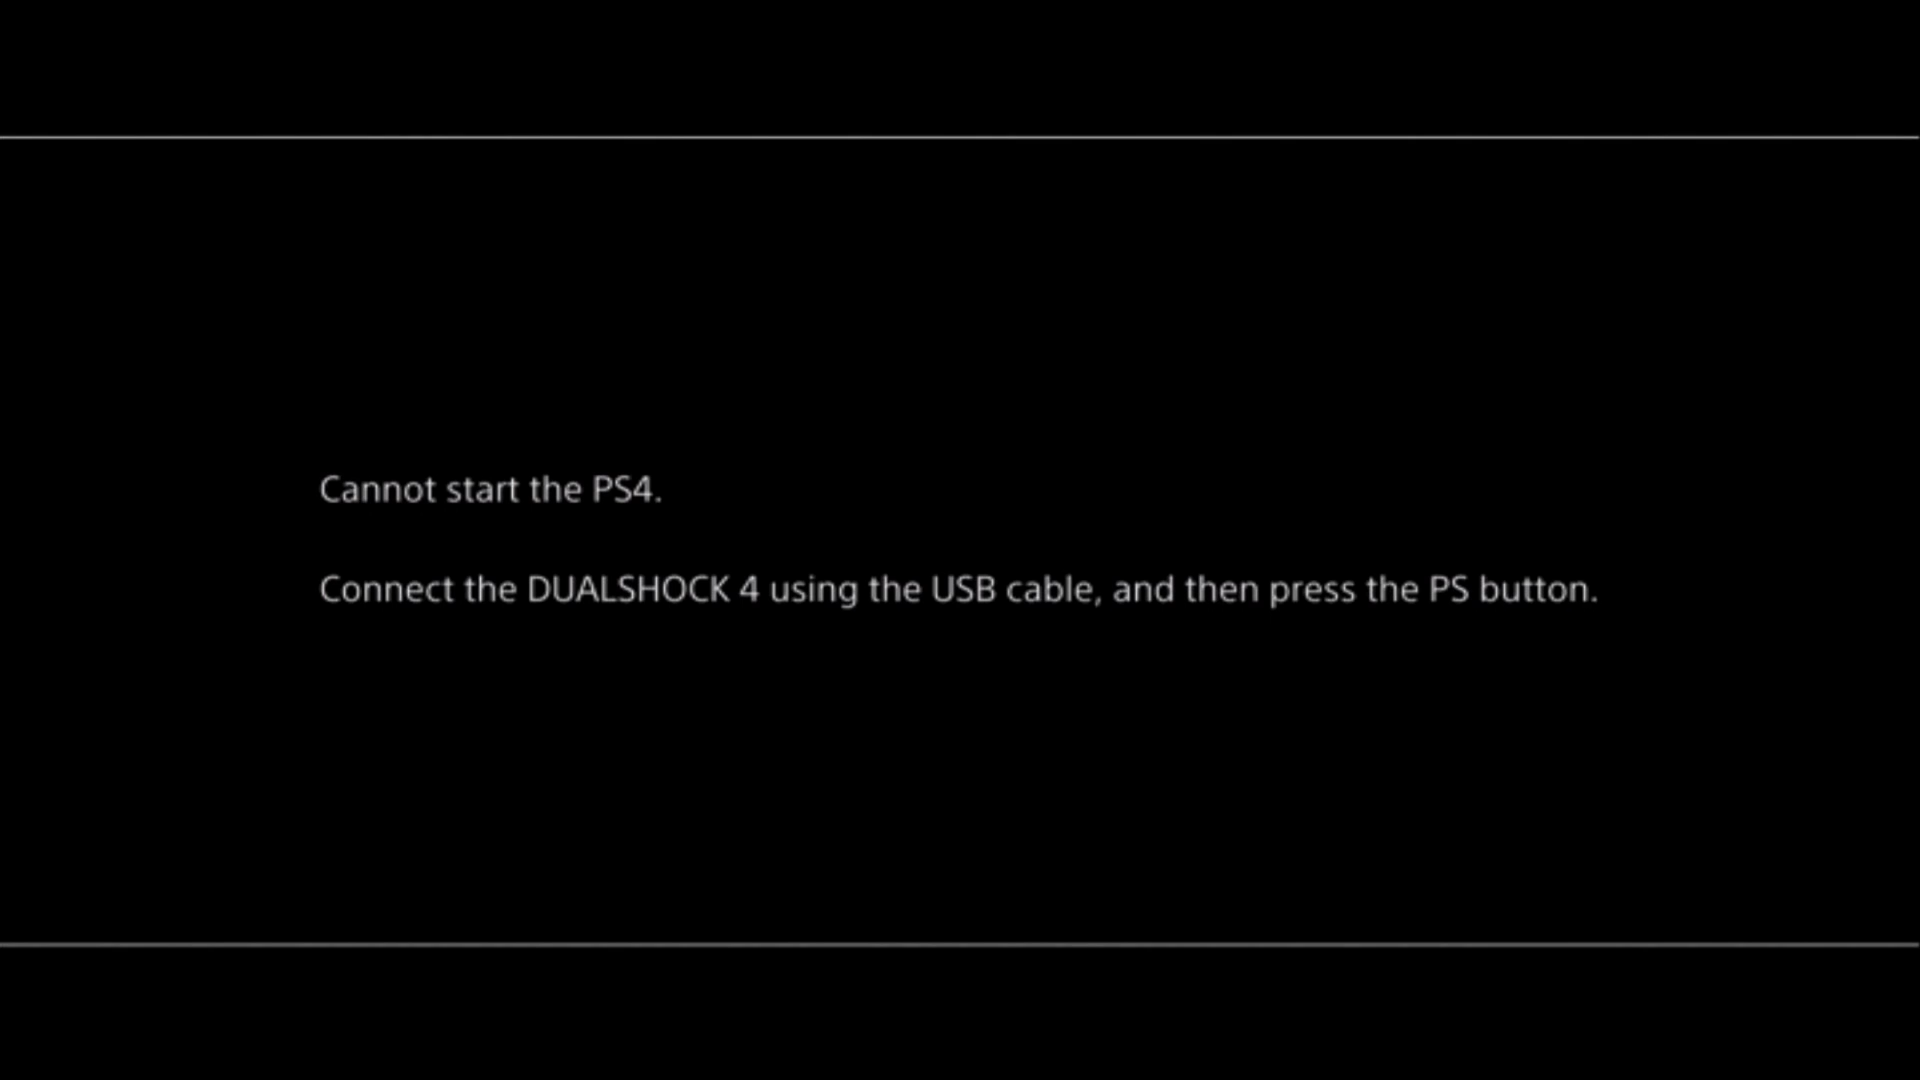 Cannot start the PS4.
Connect the DUALSHOCK 4 using the USB cable, and then press the PS button.